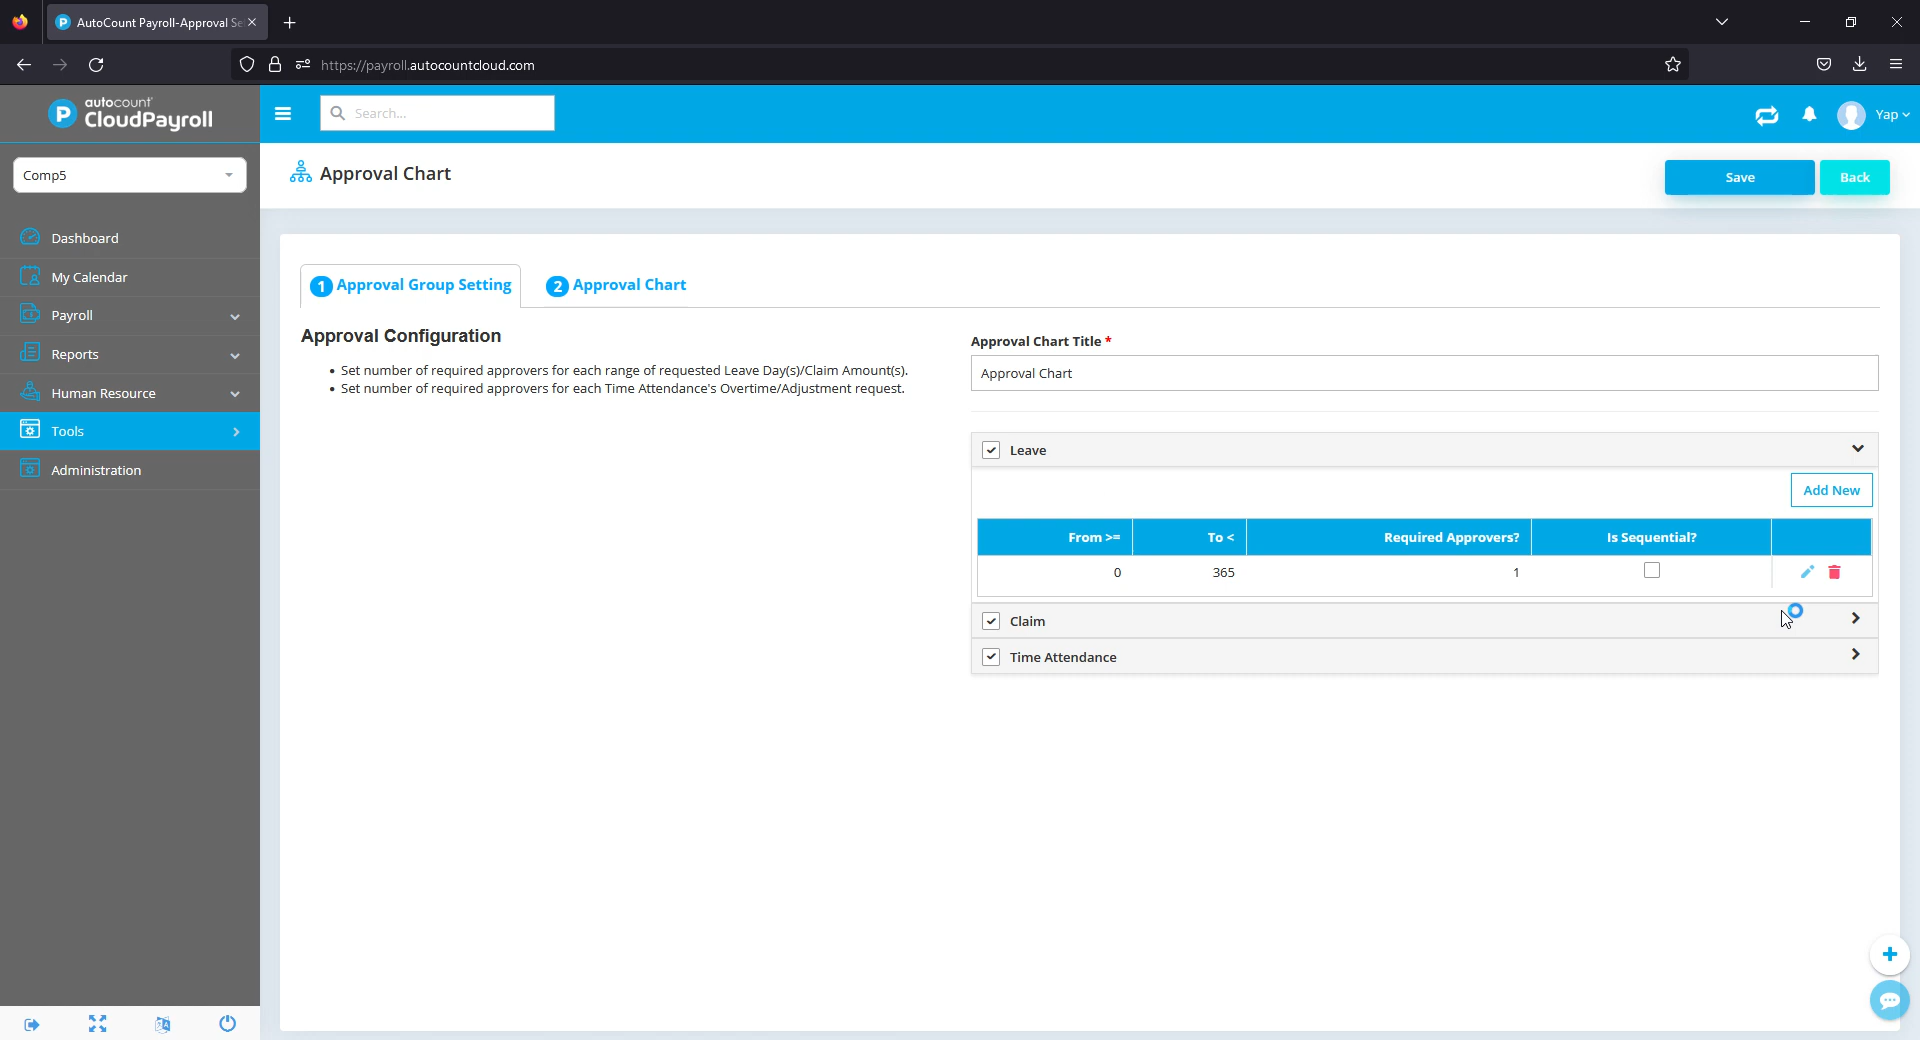 AutoCount Payroll-Approval Se
https://payroll.autocountcloud.com
autocount
CloudPayroll
Search...
Yap
Comp5
Approval Chart
Save
Back
Dashboard
My Calendar
Payroll
Reports
Human Resource
Tools
Administration
1 Approval Group Setting
2 Approval Chart
Approval Configuration
• Set number of required approvers for each range of requested Leave Day(s)/Claim Amount(s).
• Set number of required approvers for each Time Attendance's Overtime/Adjustment request.
Approval Chart Title *
Approval Chart
Leave
Add New
From >= To < Required Approvers? Is Sequential?
0 365 1
Claim
Time Attendance